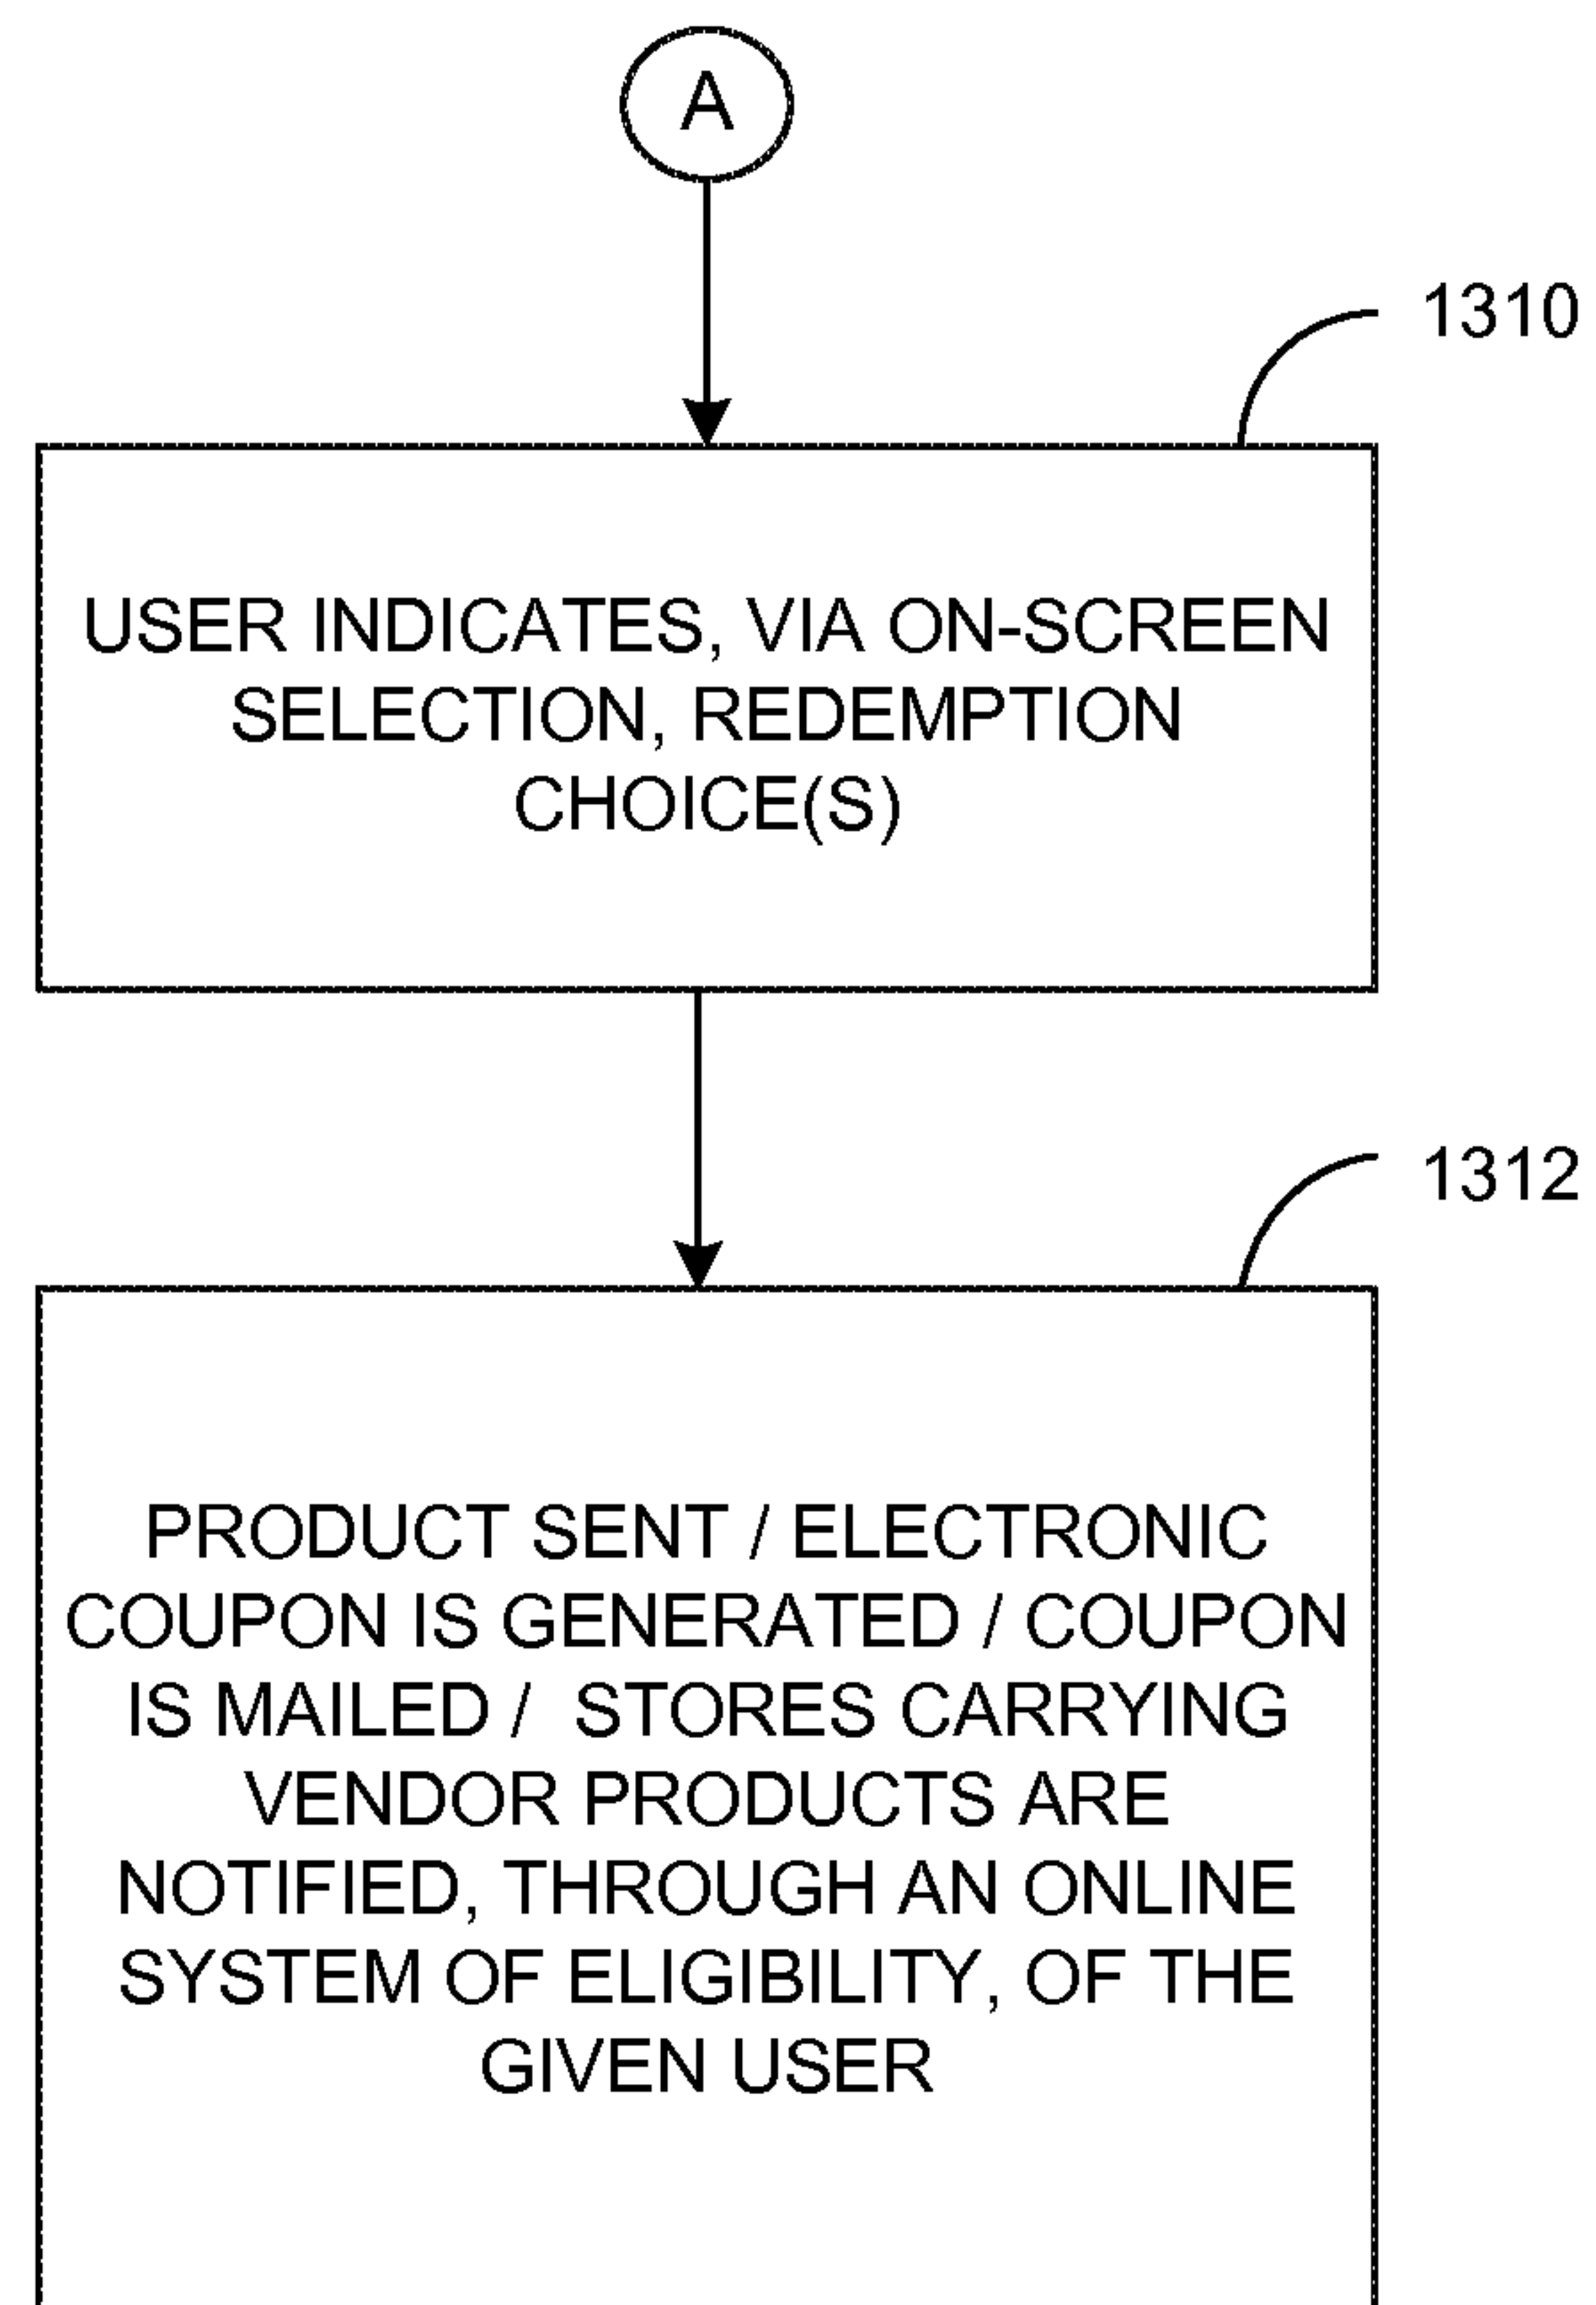 A
1310
USER INDICATES, VIA ON-SCREEN
SELECTION, REDEMPTION
CHOICE(S)
1312
PRODUCT SENT / ELECTRONIC
COUPON IS GENERATED / COUPON
IS MAILED / STORES CARRYING
VENDOR PRODUCTS ARE
NOTIFIED, THROUGH AN ONLINE
SYSTEM OF ELIGIBILITY, OF THE
GIVEN USER